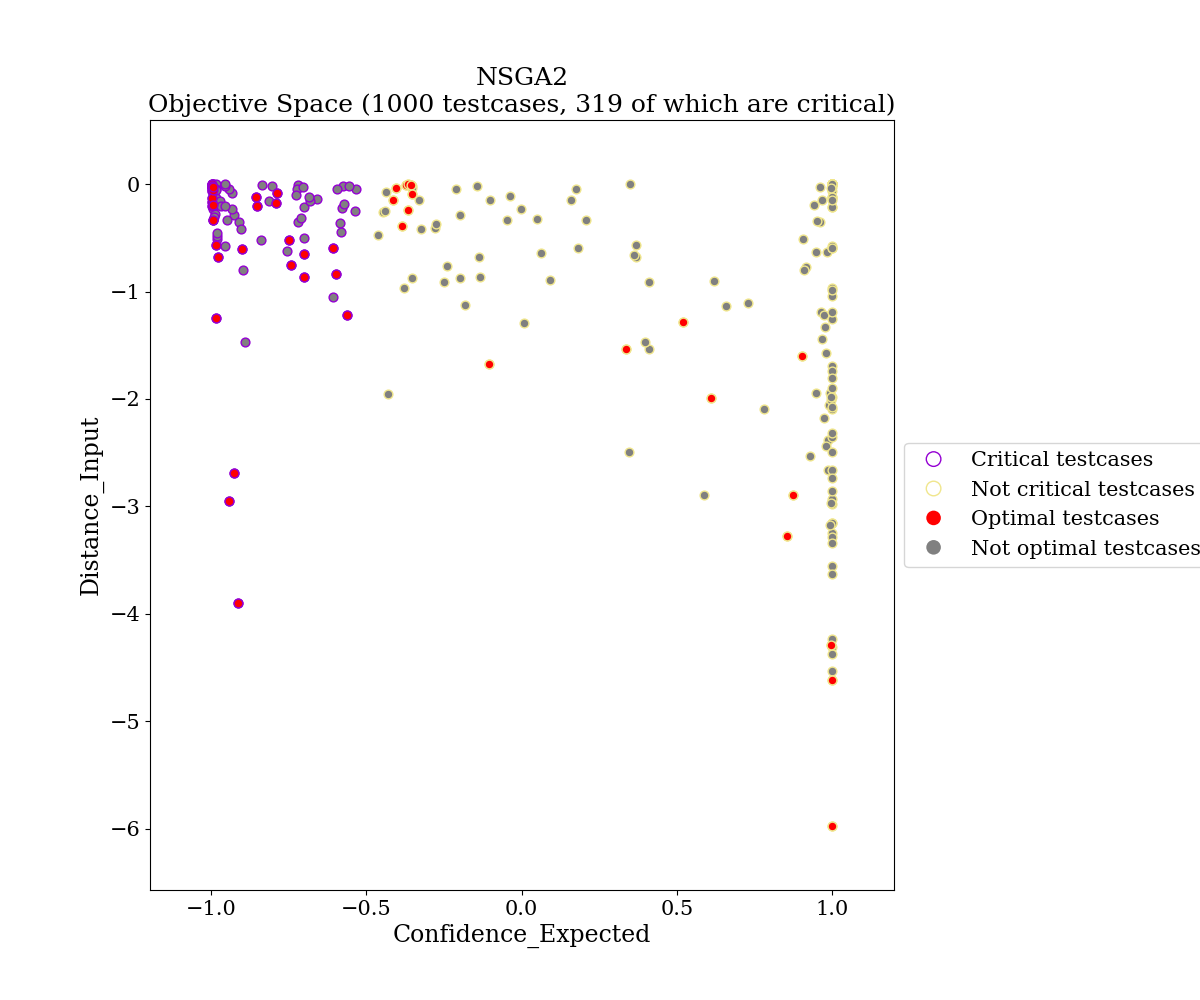 NSGA2
Objective Space (1000 testcases, 319 of which are critical)
0
−1
−2
−3
−4
−5
−6
Distance_Input
−1.0
−0.5
0.0
0.5
1.0
Confidence_Expected
Critical testcases
Not critical testcases
Optimal testcases
Not optimal testcases